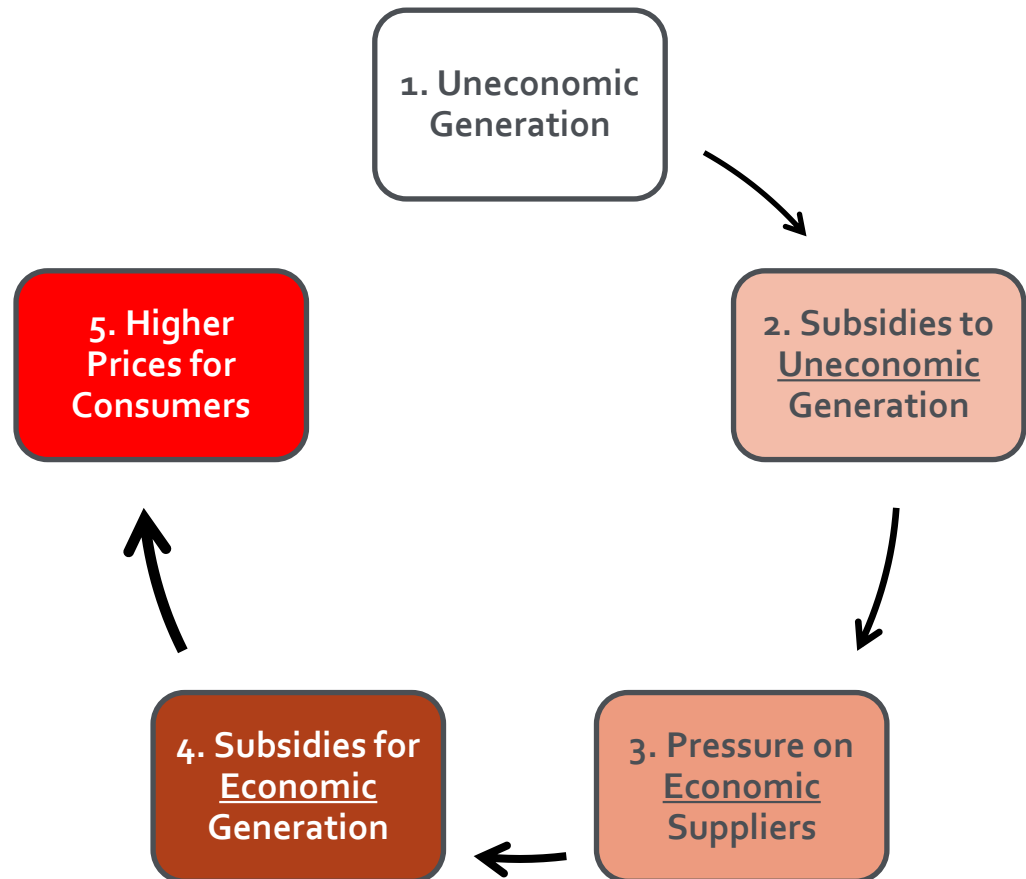 1. Uneconomic
Generation
2. Subsidies to
Uneconomic
Generation
3. Pressure on
Economic
Suppliers
4. Subsidies for
Economic
Generation
5. Higher
Prices for
Consumers